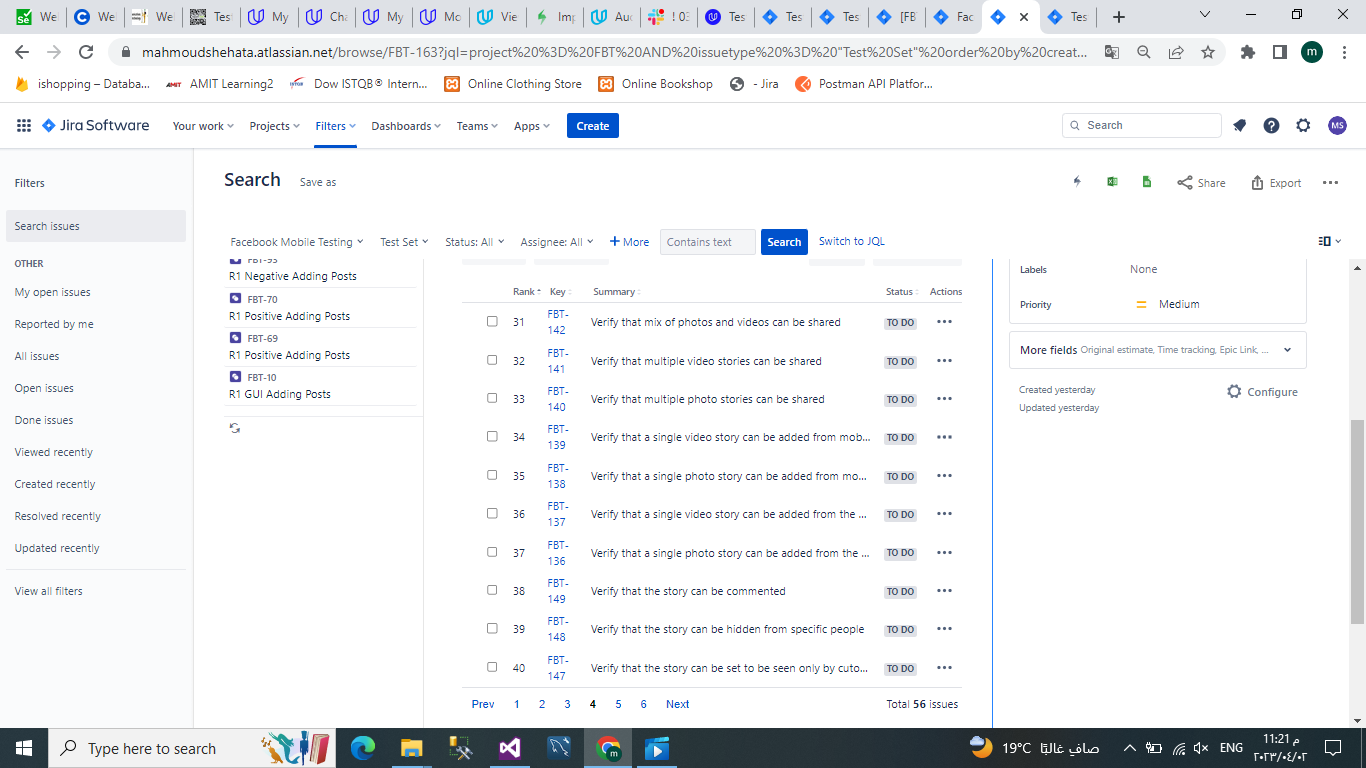 We
We
We
Test
My
Cha
My
Mo
Vie
Imp
Auc
! 03
Tes
Tes
Tes
[FB
Fac
Tes
mahmoudshehata.atlassian.net/browse/FBT-163?jql=project%20%3D%20FBT%20AND%20issuetype%20%3D%20"Test%20Set"%20order%20by%20creat...
m
ishopping – Databa...
AMIT Learning2
Dow ISTQB® Intern...
Online Clothing Store
Online Bookshop
- Jira
Postman API Platfor...
Jira Software
Your work
Projects
Filters
Dashboards
Teams
Apps
Create
Search
MS
Filters
Search issues
OTHER
My open issues
Reported by me
All issues
Open issues
Done issues
Viewed recently
Created recently
Resolved recently
Updated recently
View all filters
Search
Save as
Share
Export
Facebook Mobile Testing
Test Set
Status: All
Assignee: All
+ More
Contains text
Search
Switch to JQL
FBT-93
R1 Negative Adding Posts
FBT-70
R1 Positive Adding Posts
FBT-69
R1 Positive Adding Posts
FBT-10
R1 GUI Adding Posts
Rank Key Summary Status Actions
31 FBT-142 Verify that mix of photos and videos can be shared TO DO
32 FBT-141 Verify that multiple video stories can be shared TO DO
33 FBT-140 Verify that multiple photo stories can be shared TO DO
34 FBT-139 Verify that a single video story can be added from mob... TO DO
35 FBT-138 Verify that a single photo story can be added from mo... TO DO
36 FBT-137 Verify that a single video story can be added from the ... TO DO
37 FBT-136 Verify that a single photo story can be added from the ... TO DO
38 FBT-149 Verify that the story can be commented TO DO
39 FBT-148 Verify that the story can be hidden from specific people TO DO
40 FBT-147 Verify that the story can be set to be seen only by cuto... TO DO
Prev 1 2 3 4 5 6 Next Total 56 issues
Labels None
Priority Medium
More fields Original estimate, Time tracking, Epic Link, ...
Created yesterday
Updated yesterday
Configure
Type here to search
19°C صاف غالبًا
ENG
11:21 م
٢٠٢٣/٠٤/٠٢